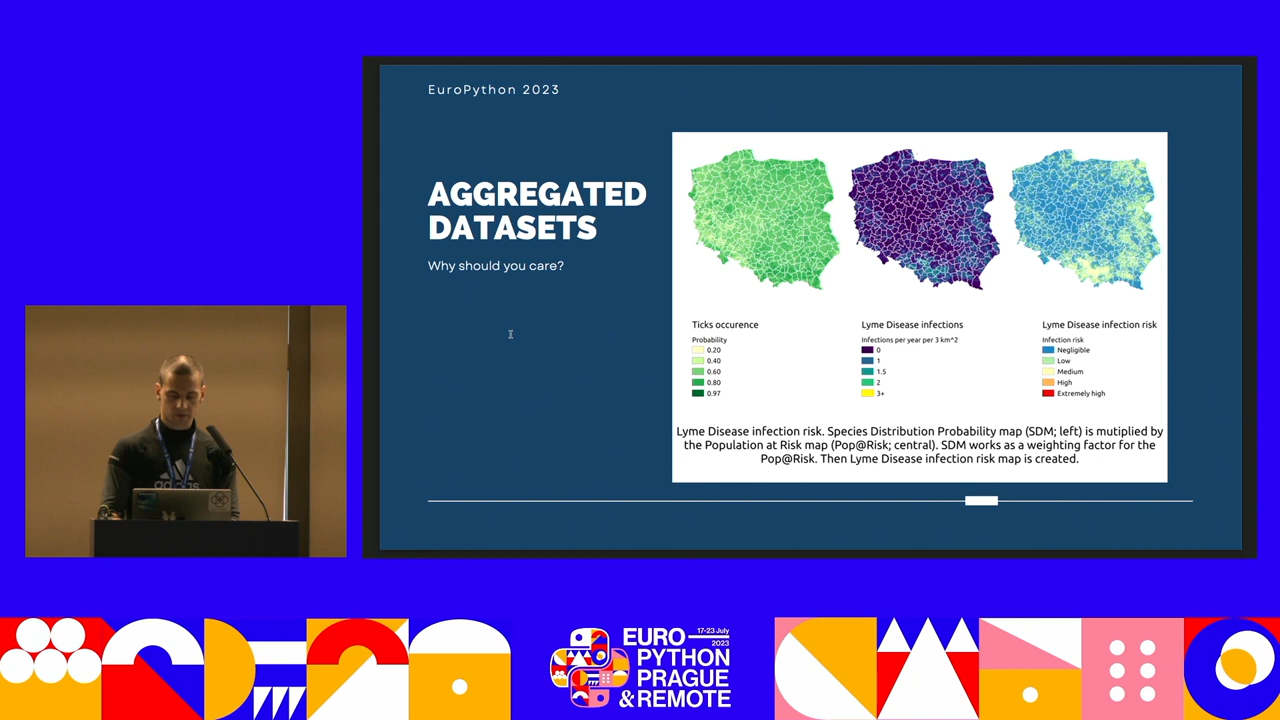 EuroPython 2023
AGGREGATED
DATASETS
Why should you care?
Ticks occurence
Probability
0.20
0.40
0.60
0.80
0.97
Lyme Disease infections
Infections per year per 3 km^2
0
1
1.5
2
3+
Lyme Disease infection risk
Infection risk
Negligible
Low
Medium
High
Extremely high
Lyme Disease infection risk. Species Distribution Probability map (SDM; left) is mutiplied by
the Population at Risk map (Pop@Risk; central). SDM works as a weighting factor for the
Pop@Risk. Then Lyme Disease infection risk map is created.
adidas
EURO
17-23 July
2023
PYTHON
PRAGUE
& REMOTE